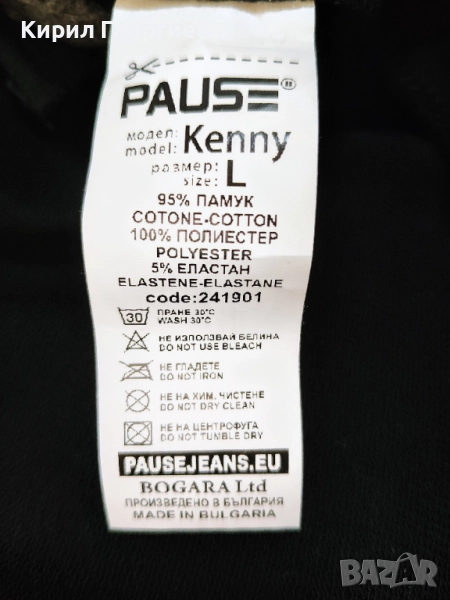 Кирил
PAUSE
модел:
model: Kenny
размер:
size: L
95% ПАМУК
COTONE-COTTON
100% ПОЛИЕСТЕР
POLYESTER
5% ЕЛАСТАН
ELASTENE-ELASTANE
code:241901
30 ПРАНЕ 30°C
WASH 30°C
НЕ ИЗПОЛЗВАЙ БЕЛИНА
DO NOT USE BLEACH
НЕ ГЛАДЕТЕ
DO NOT IRON
НЕ НА ХИМ. ЧИСТЕНЕ
DO NOT DRY CLEAN
НЕ НА ЦЕНТРОФУГА
DO NOT TUMBLE DRY
PAUSEJEANS.EU
BOGARA Ltd
ПРОИЗВЕДЕНО В БЪЛГАРИЯ
MADE IN BULGARIA
BAZAR